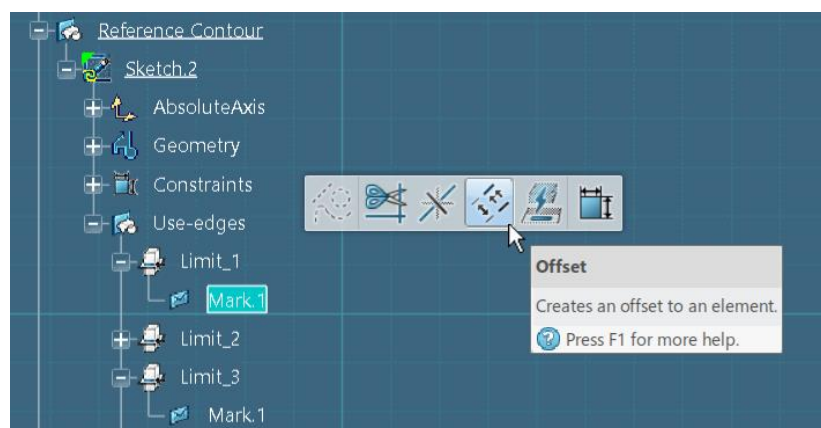 Reference Contour
Sketch.2
AbsoluteAxis
Geometry
Constraints
Use-edges
Limit_1
Mark.1
Limit_2
Limit_3
Mark.1
Offset
Creates an offset to an element.
Press F1 for more help.